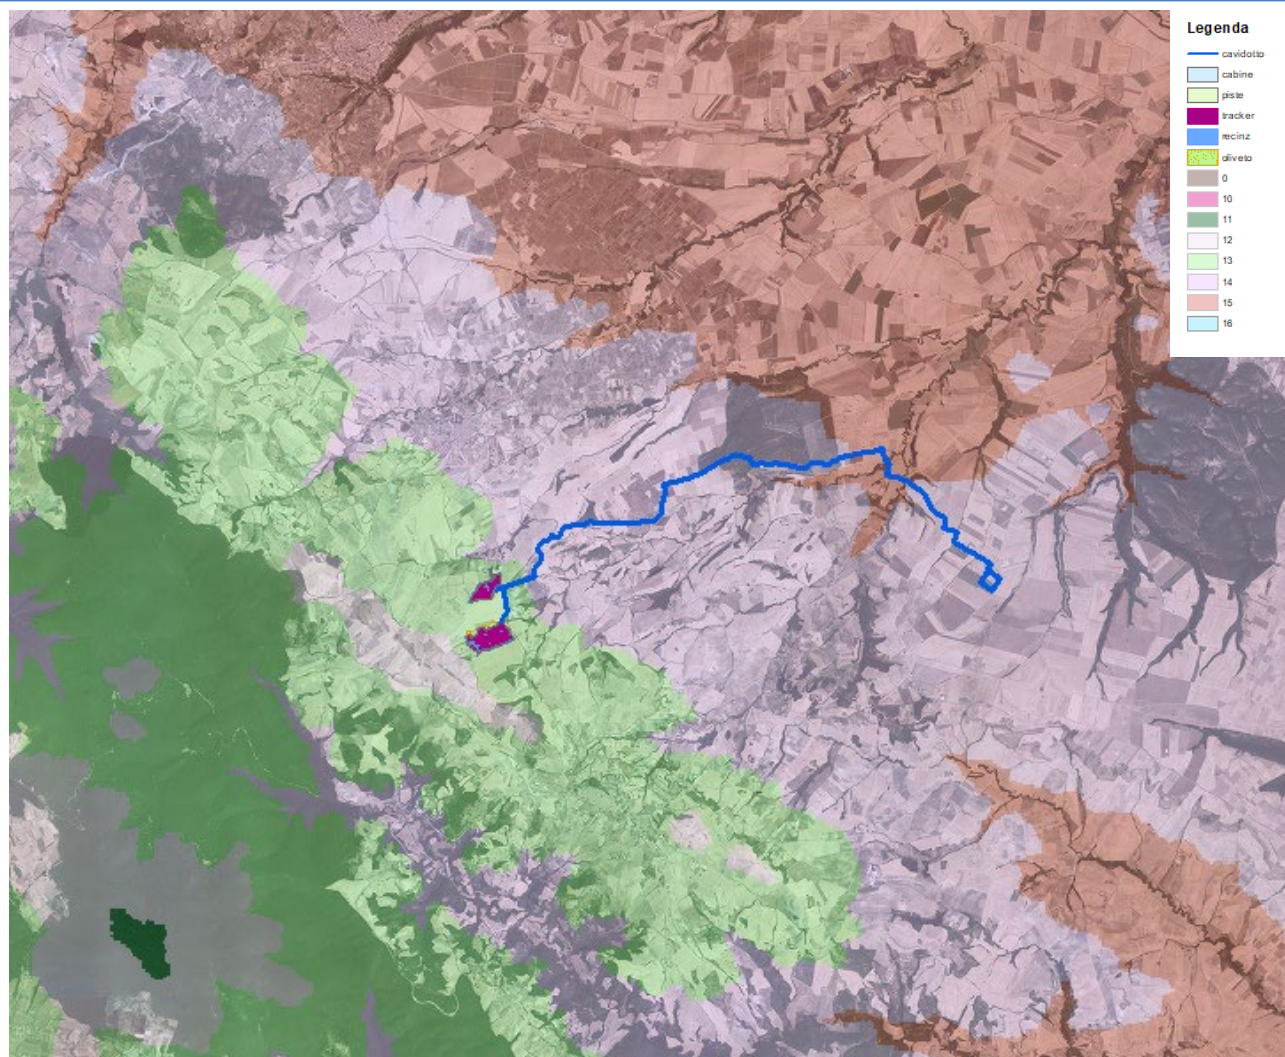 Legenda
cavidotto
cabine
piste
tracker
recinz
oliveto
0
10
11
12
13
14
15
16